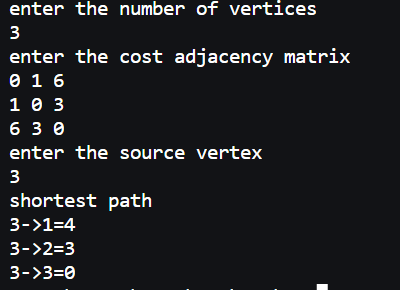 enter the number of vertices
3
enter the cost adjacency matrix
0 1 6
1 0 3
6 3 0
enter the source vertex
3
shortest path
3->1=4
3->2=3
3->3=0